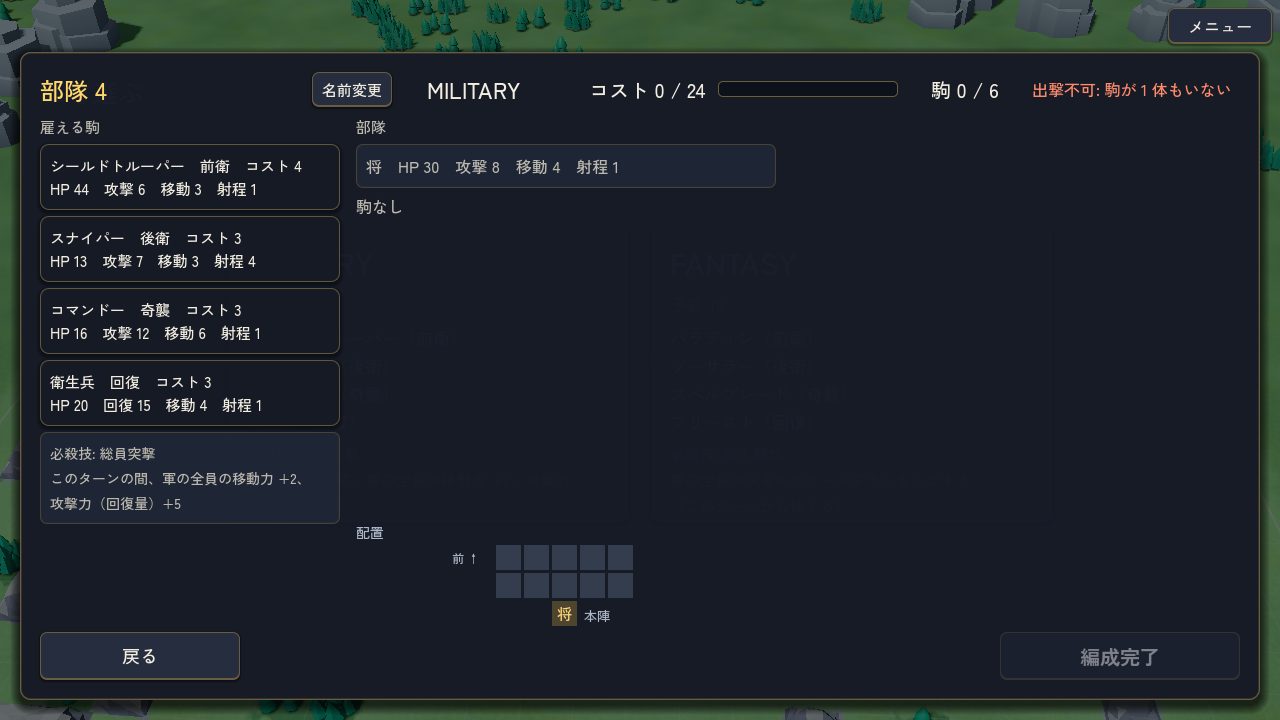 メニュー
部隊 4
名前変更
MILITARY
コスト 0 / 24
駒 0 / 6
出撃不可: 駒が 1 体もいない
雇える駒
シールドトルーパー　前衛　コスト 4
HP 44　攻撃 6　移動 3　射程 1
スナイパー　後衛　コスト 3
HP 13　攻撃 7　移動 3　射程 4
コマンドー　奇襲　コスト 3
HP 16　攻撃 12　移動 6　射程 1
衛生兵　回復　コスト 3
HP 20　回復 15　移動 4　射程 1
必殺技: 総員突撃
このターンの間、軍の全員の移動力 +2、
攻撃力（回復量）+5
部隊
将　HP 30　攻撃 8　移動 4　射程 1
駒なし
FANTASY
配置
前 ↑
将 本陣
戻る
編成完了